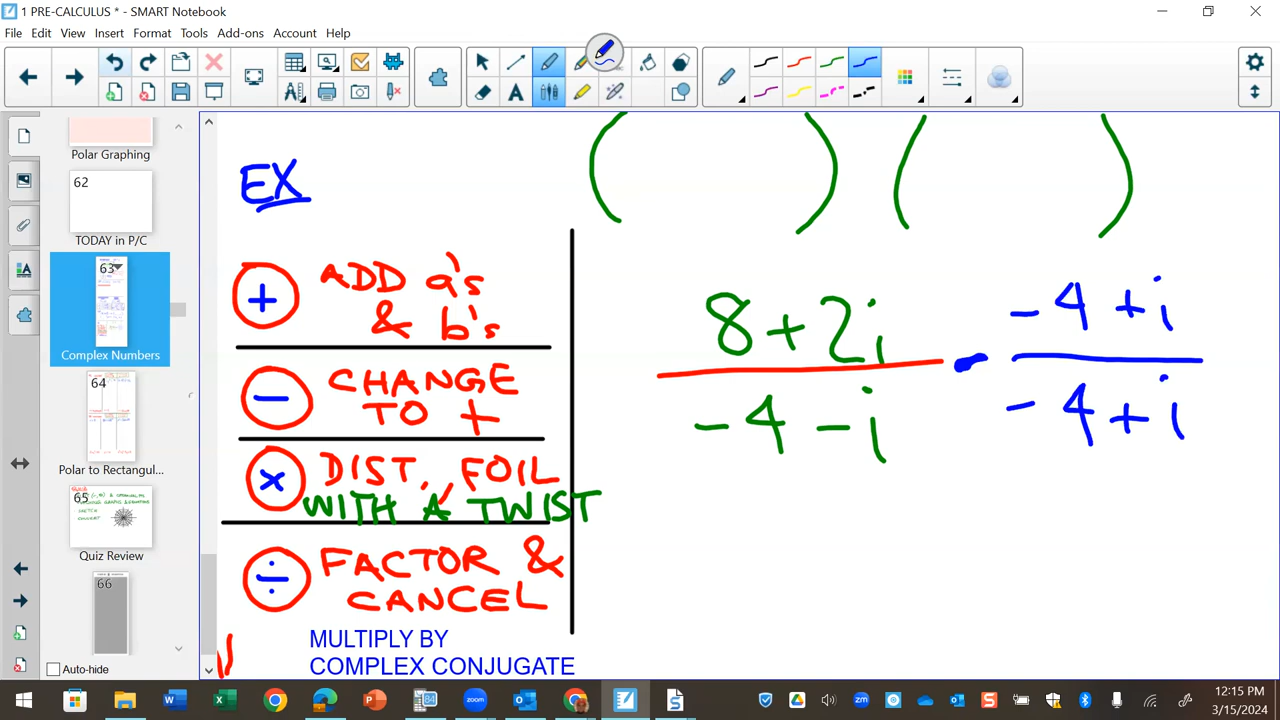 1 PRE-CALCULUS * - SMART Notebook
File Edit View Insert Format Tools Add-ons Account Help
Polar Graphing
62
TODAY in P/C
63
Complex Numbers
64
Polar to Rectangul...
65
Quiz Review
66
Auto-hide
EX
( ) ( )
+ ADD a's
& b's
− CHANGE
TO +
× DIST, FOIL
WITH A TWIST
÷ FACTOR &
CANCEL
MULTIPLY BY
COMPLEX CONJUGATE
8 + 2i
-4 - i
-4 + i
-4 + i
12:15 PM
3/15/2024